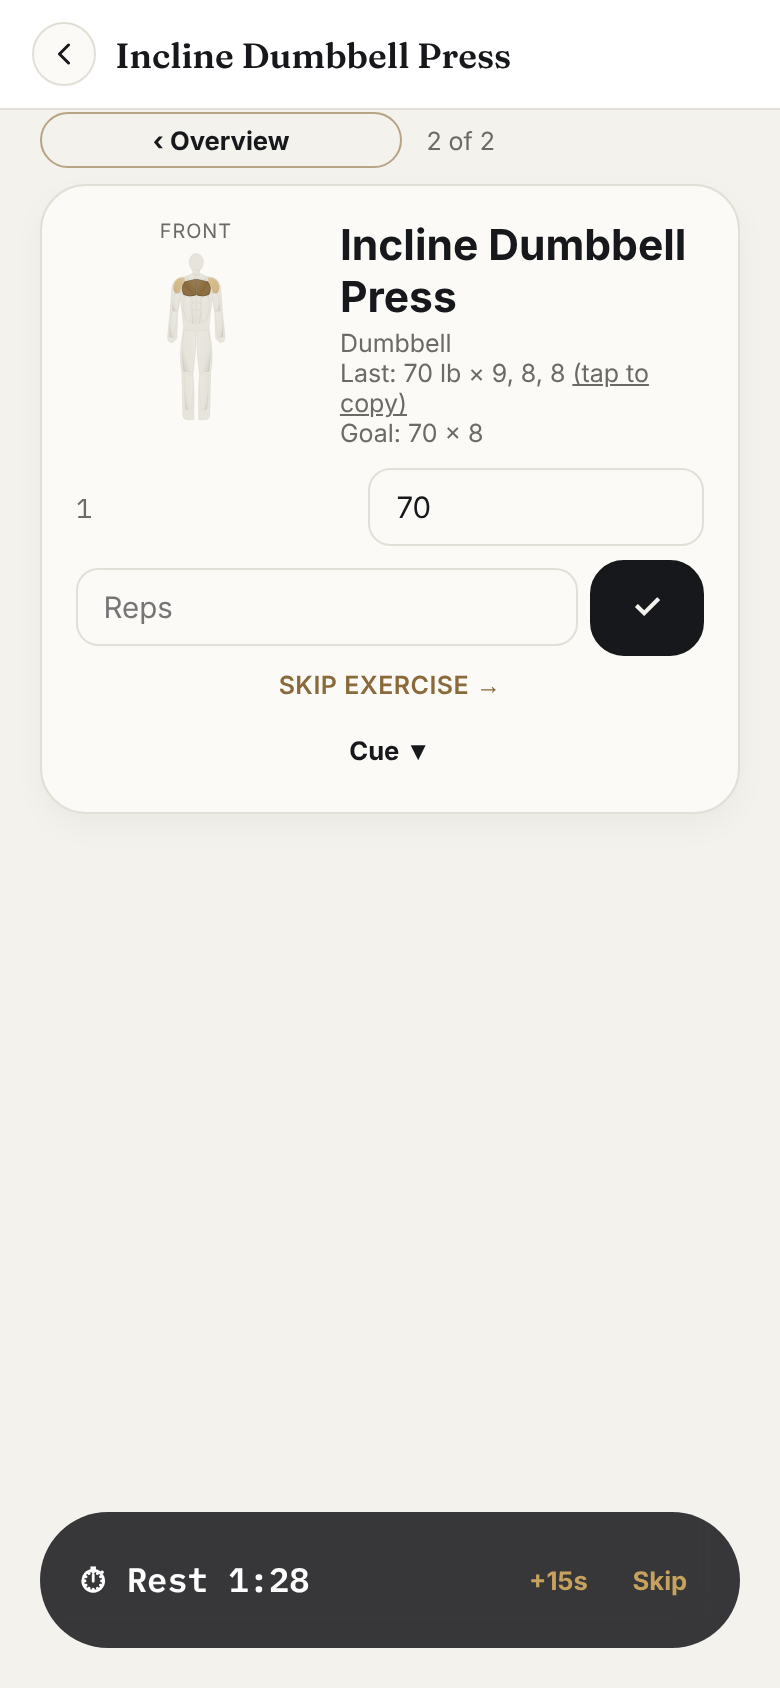 Incline Dumbbell Press
‹ Overview
2 of 2
FRONT
Incline Dumbbell
Press
Dumbbell
Last: 70 lb × 9, 8, 8 (tap to
copy)
Goal: 70 × 8
1
70
Reps
SKIP EXERCISE →
Cue ▼
Rest 1:28
+15s
Skip